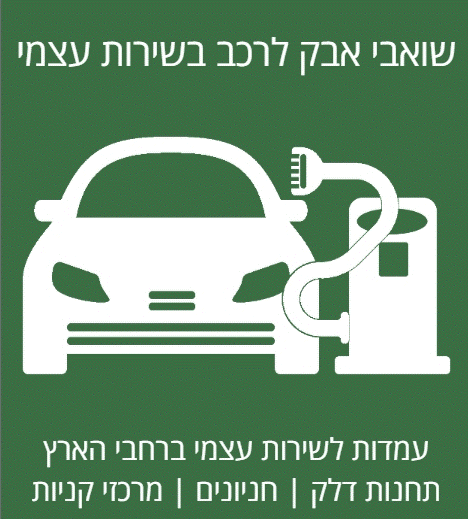 שואבי אבק לרכב בשירות עצמי
עמדות לשירות עצמי ברחבי הארץ
תחנות דלק | חניונים | מרכזי קניות